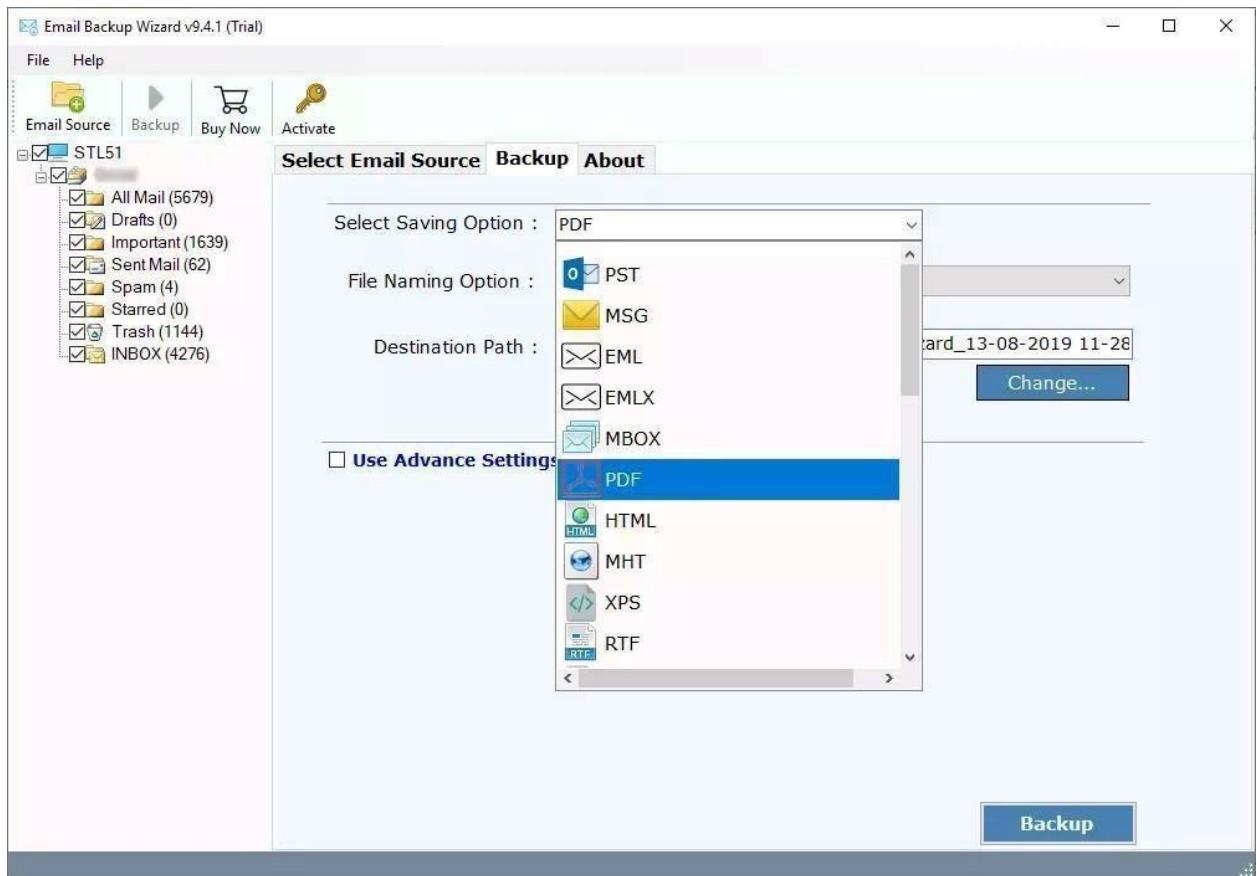 Email Backup Wizard v9.4.1 (Trial)
File Help
Email Source Backup Buy Now Activate
STL51
All Mail (5679)
Drafts (0)
Important (1639)
Sent Mail (62)
Spam (4)
Starred (0)
Trash (1144)
INBOX (4276)
Select Email Source Backup About
Select Saving Option : PDF
File Naming Option :
Destination Path : zard_13-08-2019 11-28
Change...
Use Advance Settings
PST
MSG
EML
EMLX
MBOX
PDF
HTML
HTML
MHT
XPS
RTF
RTF
Backup